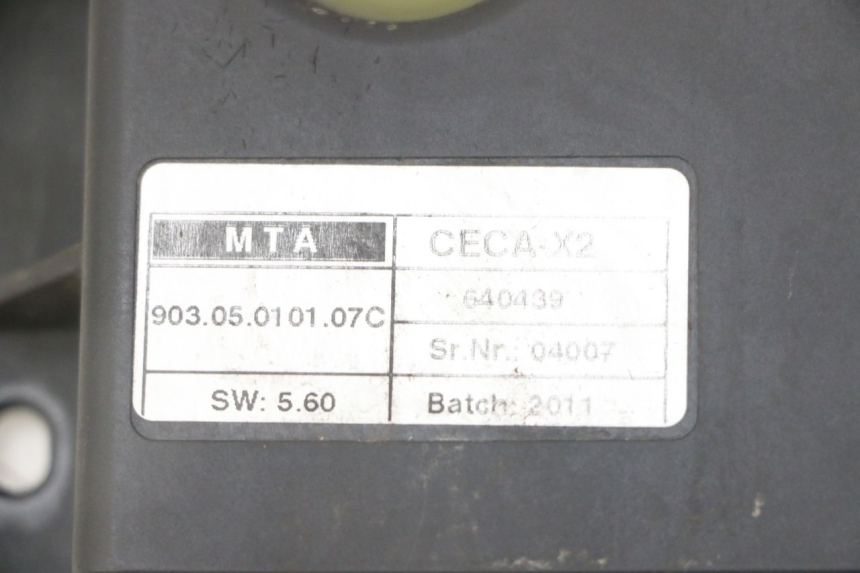 MTA
CECA-X2
903.05.0101.07C
640439
Sr.Nr.: 04007
SW: 5.60
Batch: 2011